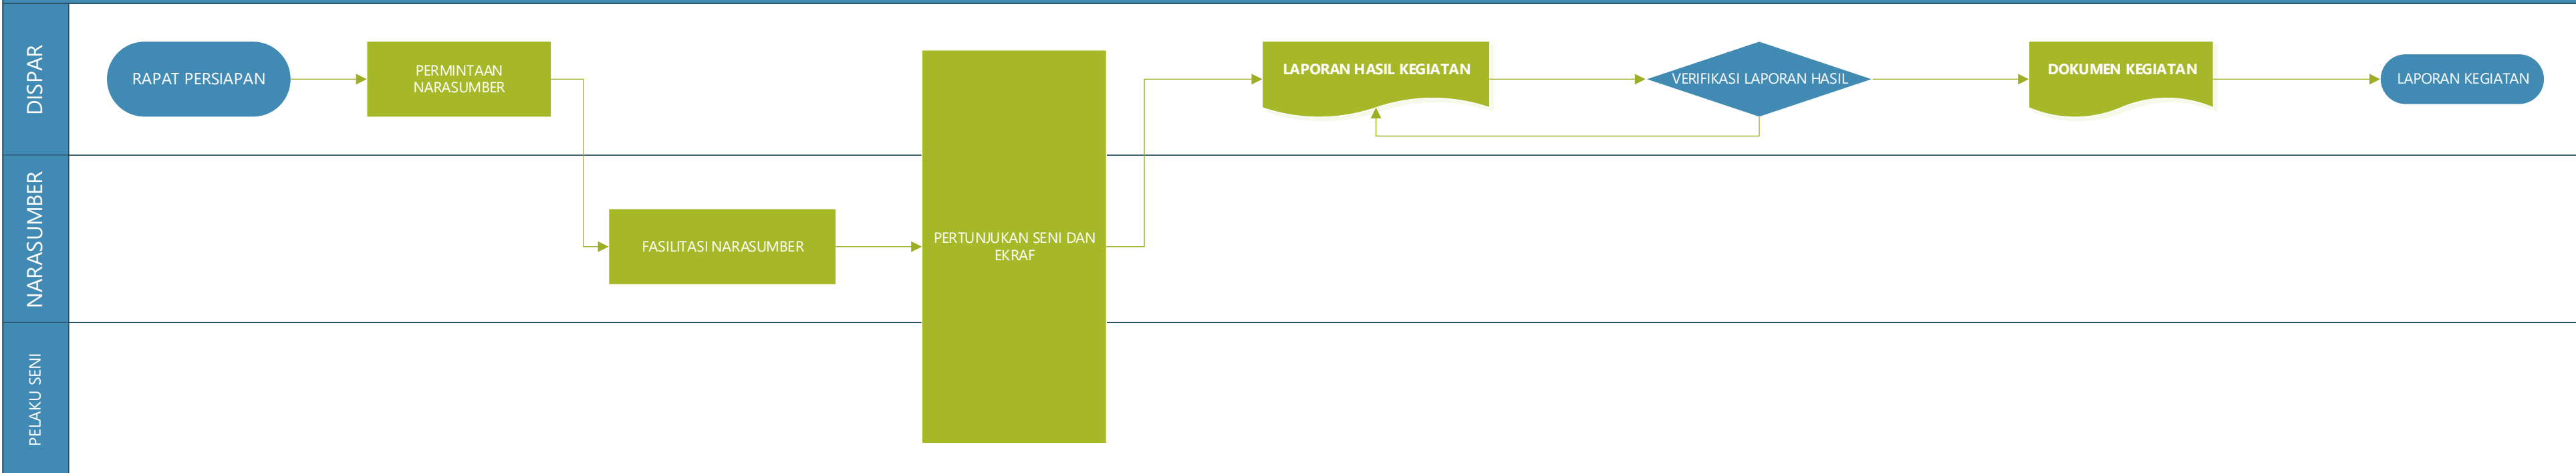 DISPAR
RAPAT PERSIAPAN
PERMINTAAN
NARASUMBER
LAPORAN HASIL KEGIATAN
VERIFIKASI LAPORAN HASIL
DOKUMEN KEGIATAN
LAPORAN KEGIATAN
NARASUMBER
FASILITASI NARASUMBER
PERTUNJUKAN SENI DAN
EKRAF
PELAKU SENI